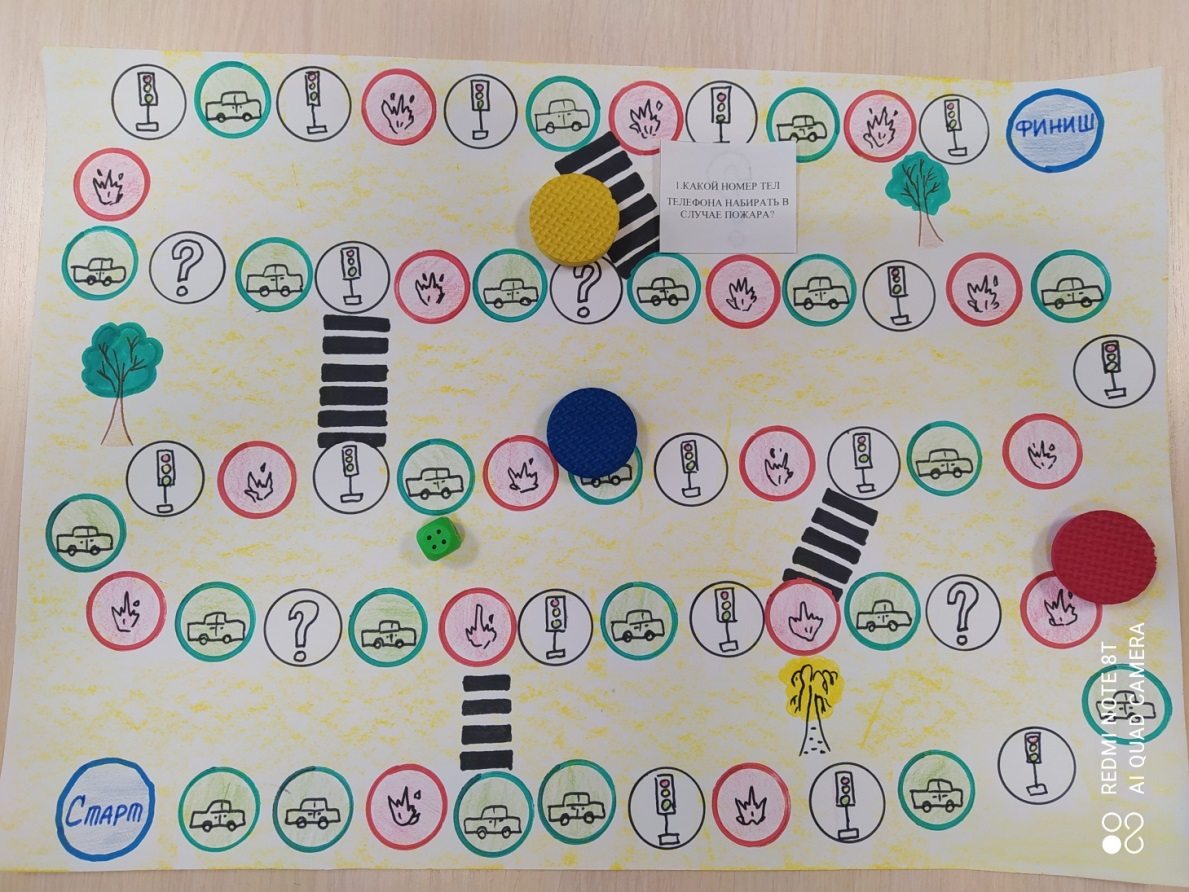 ФИНИШ
1.КАКОЙ НОМЕР ТЕЛ
ТЕЛЕФОНА НАБИРАТЬ В
СЛУЧАЕ ПОЖАРА?
?
?
?
?
Старт
REDMI NOTE 8T
AI QUAD CAMERA